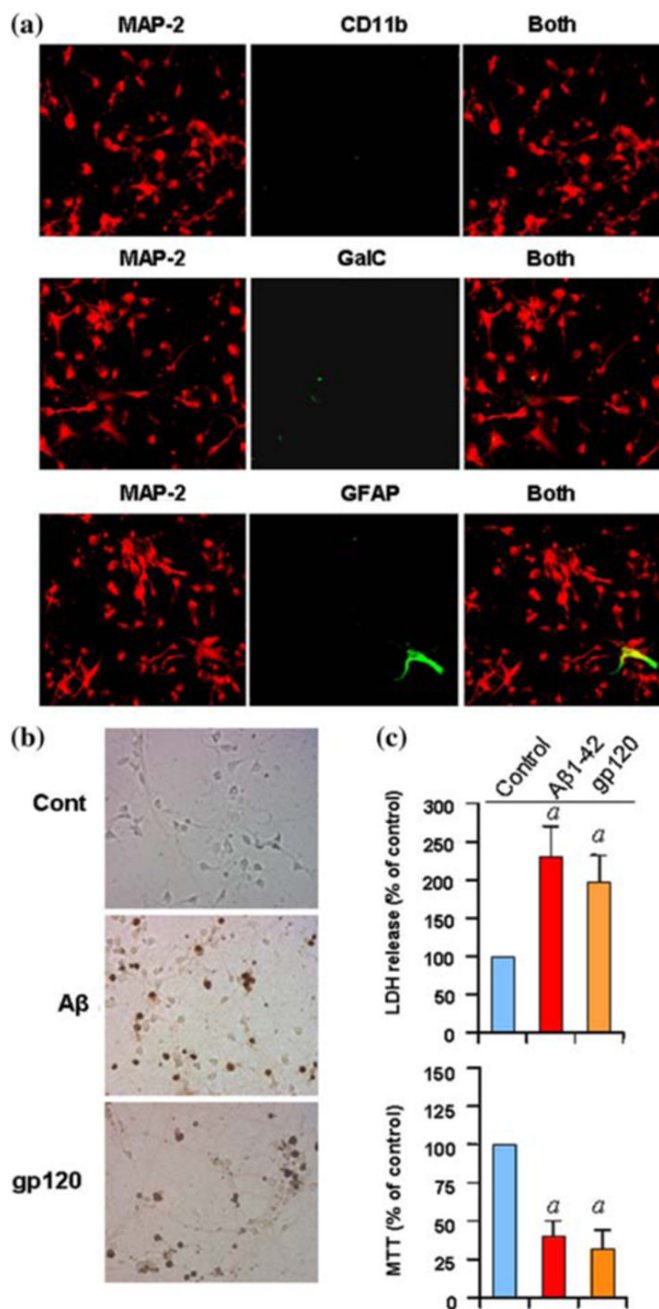 (a)
MAP-2 CD11b Both
MAP-2 GalC Both
MAP-2 GFAP Both
(b)
Cont
Aβ
gp120
(c)
Control
Aβ1-42
gp120
LDH release (% of control)
300
250
200
150
100
50
0
a
a
MTT (% of control)
150
125
100
75
50
25
0
a
a